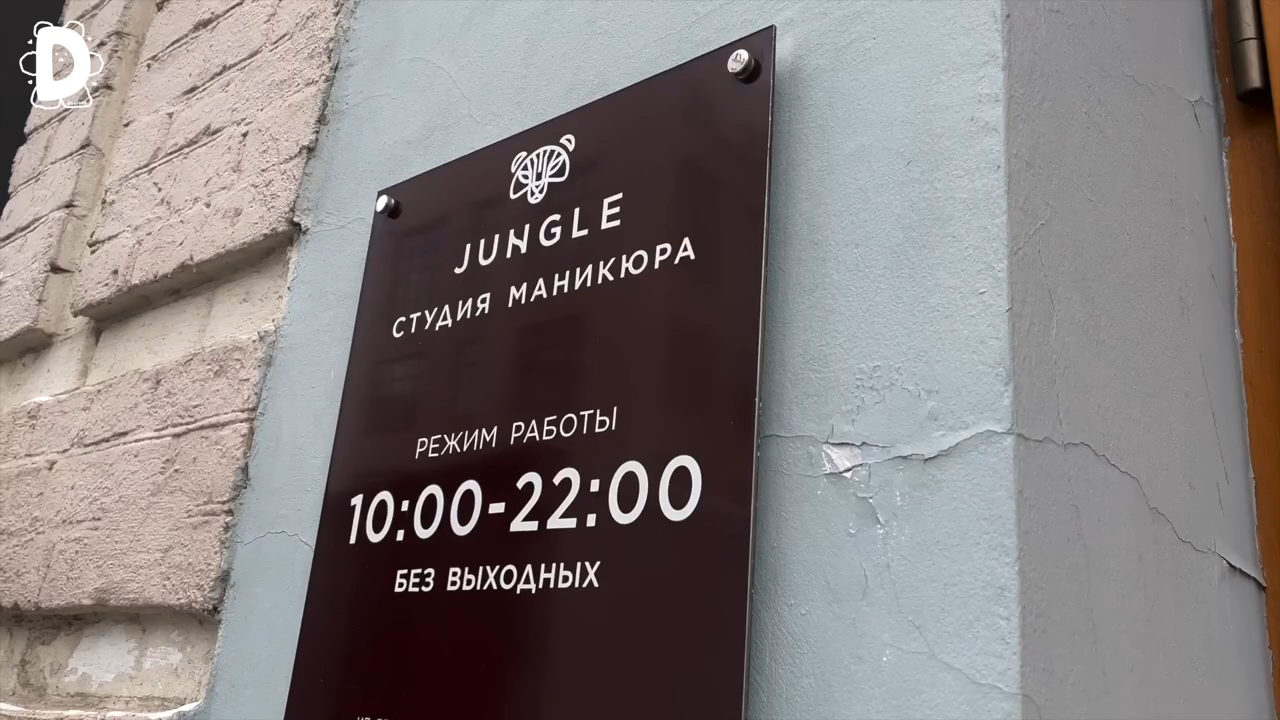 D
JUNGLE
СТУДИЯ МАНИКЮРА
РЕЖИМ РАБОТЫ
10:00-22:00
БЕЗ ВЫХОДНЫХ